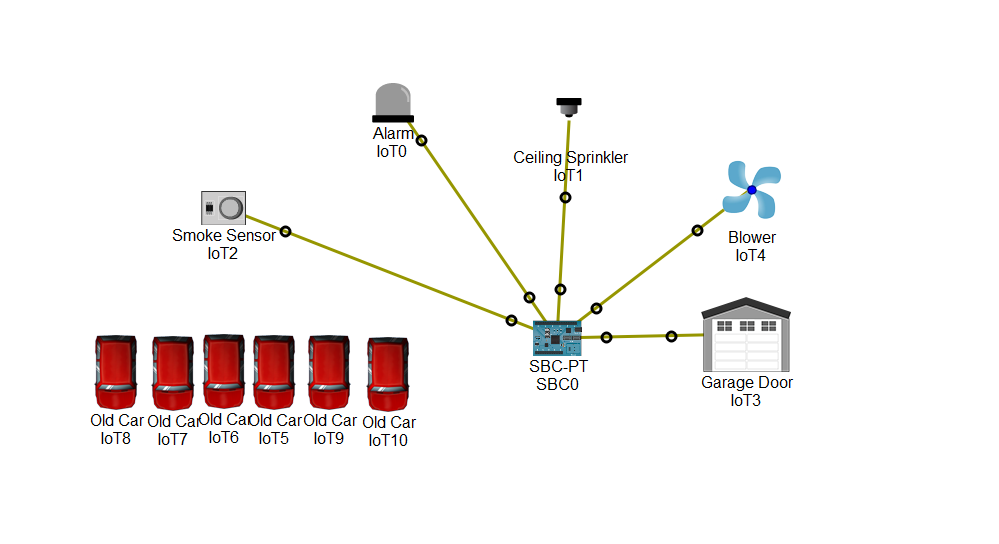 Alarm
IoT0
Ceiling Sprinkler
IoT1
Smoke Sensor
IoT2
Blower
IoT4
SBC-PT
SBC0
Garage Door
IoT3
Old Car
IoT8
Old Car
IoT7
Old Car
IoT6
Old Car
IoT5
Old Car
IoT9
Old Car
IoT10